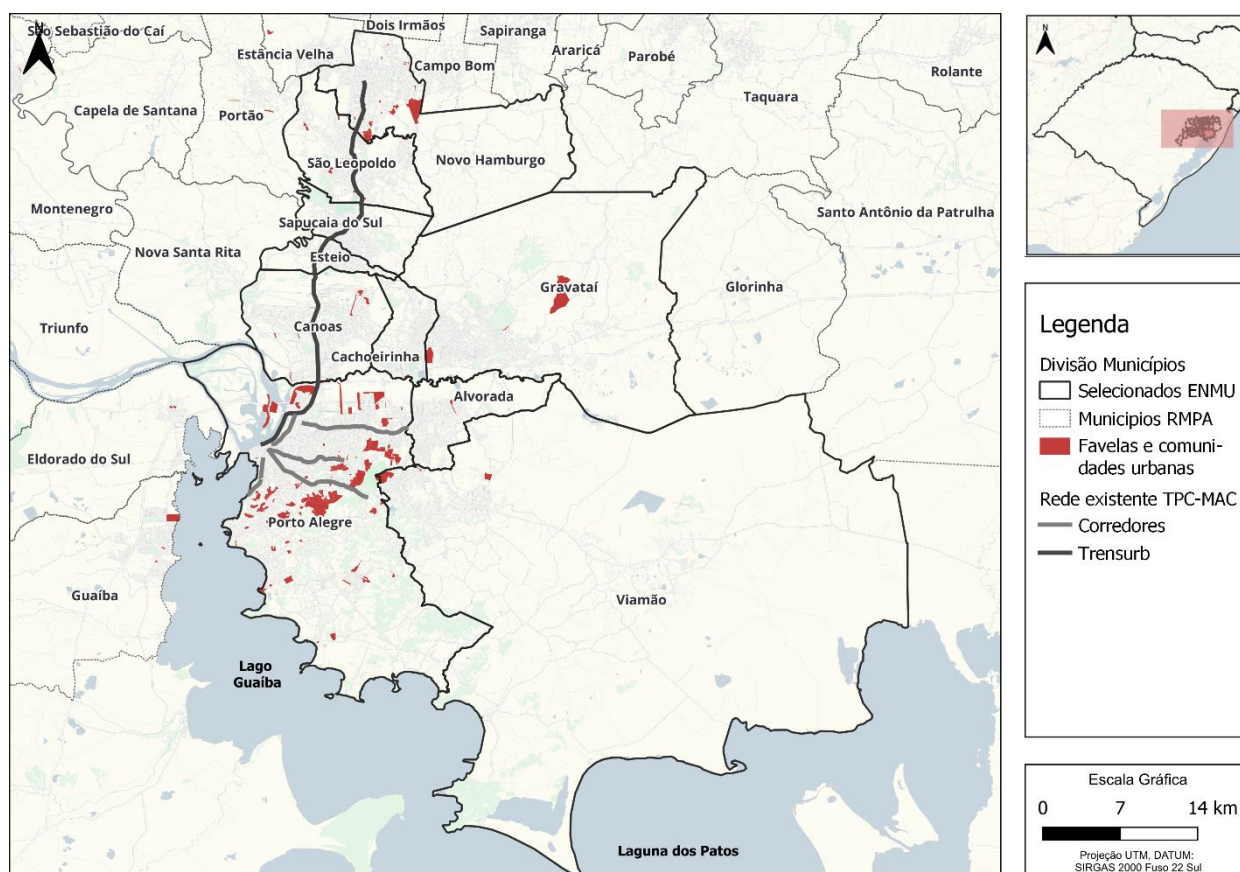 N
São Sebastião do Caí
Dois Irmãos
Sapiranga
Estância Velha
Araricá
Parobé
Campo Bom
Rolante
Taquara
Capela de Santana
Portão
São Leopoldo
Novo Hamburgo
Montenegro
Santo Antônio da Patrulha
Sapucaia do Sul
Nova Santa Rita
Esteio
Gravataí
Glorinha
Triunfo
Canoas
Cachoeirinha
Alvorada
Eldorado do Sul
Porto Alegre
Guaíba
Viamão
Lago
Guaíba
Laguna dos Patos
N
Legenda
Divisão Municípios
Selecionados ENMU
Municipios RMPA
Favelas e comuni-
dades urbanas
Rede existente TPC-MAC
Corredores
Trensurb
Escala Gráfica
0 7 14 km
Projeção UTM, DATUM:
SIRGAS 2000 Fuso 22 Sul